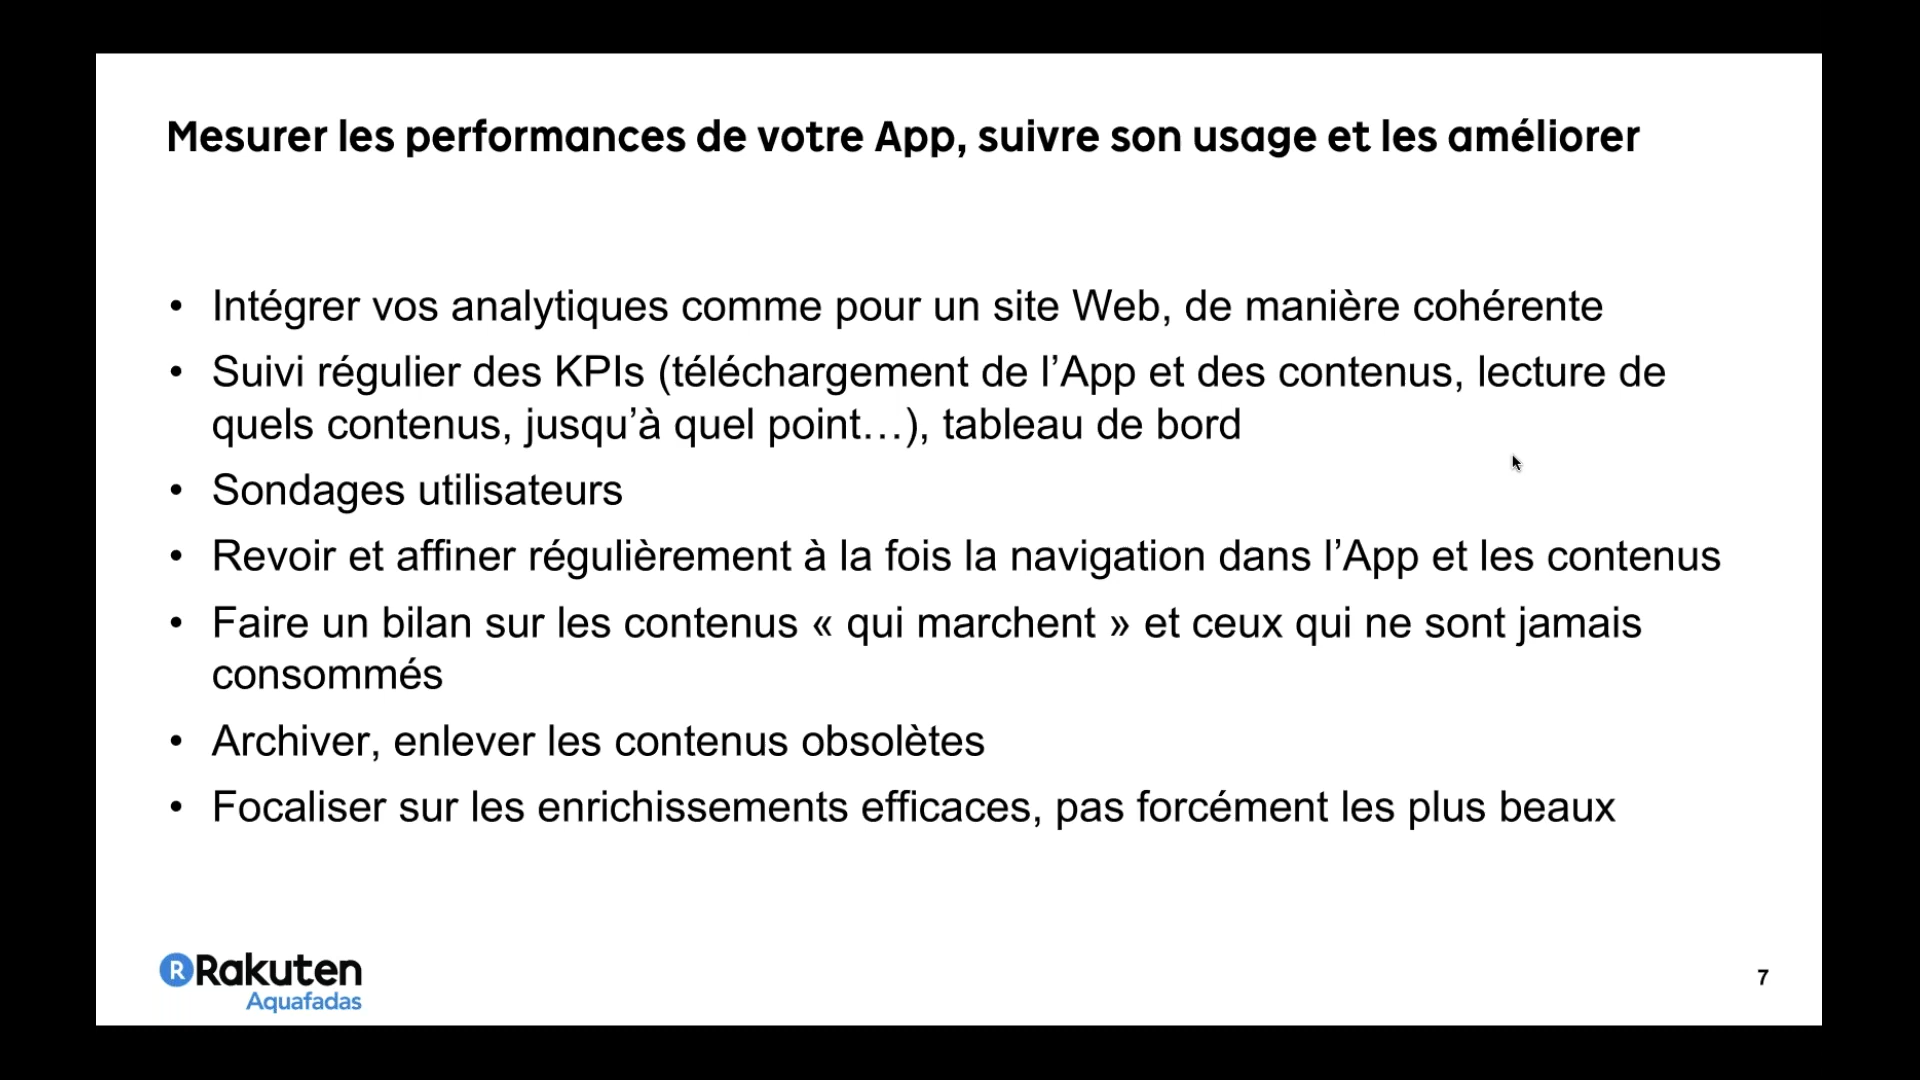 Mesurer les performances de votre App, suivre son usage et les améliorer
• Intégrer vos analytiques comme pour un site Web, de manière cohérente
• Suivi régulier des KPIs (téléchargement de l’App et des contenus, lecture de
quels contenus, jusqu’à quel point…), tableau de bord
• Sondages utilisateurs
• Revoir et affiner régulièrement à la fois la navigation dans l’App et les contenus
• Faire un bilan sur les contenus « qui marchent » et ceux qui ne sont jamais
consommés
• Archiver, enlever les contenus obsolètes
• Focaliser sur les enrichissements efficaces, pas forcément les plus beaux
R Rakuten
Aquafadas
7